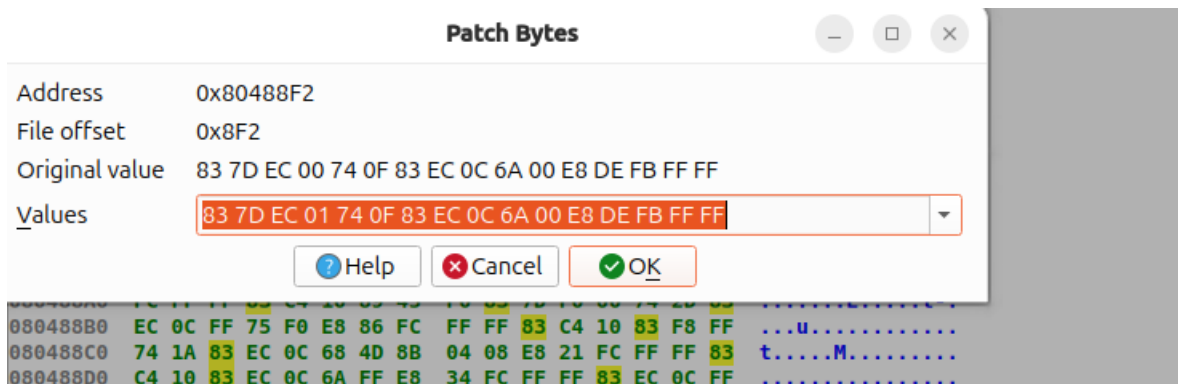 Patch Bytes
Address 0x80488F2
File offset 0x8F2
Original value 83 7D EC 00 74 0F 83 EC 0C 6A 00 E8 DE FB FF FF
Values 83 7D EC 01 74 0F 83 EC 0C 6A 00 E8 DE FB FF FF
Help Cancel OK
080488B0 EC 0C FF 75 F0 E8 86 FC FF FF 83 C4 10 83 F8 FF ...u............
080488C0 74 1A 83 EC 0C 68 4D 8B 04 08 E8 21 FC FF FF 83 t.....M.........
080488D0 C4 10 83 EC 0C 6A FF E8 34 FC FF FF 83 EC 0C FF